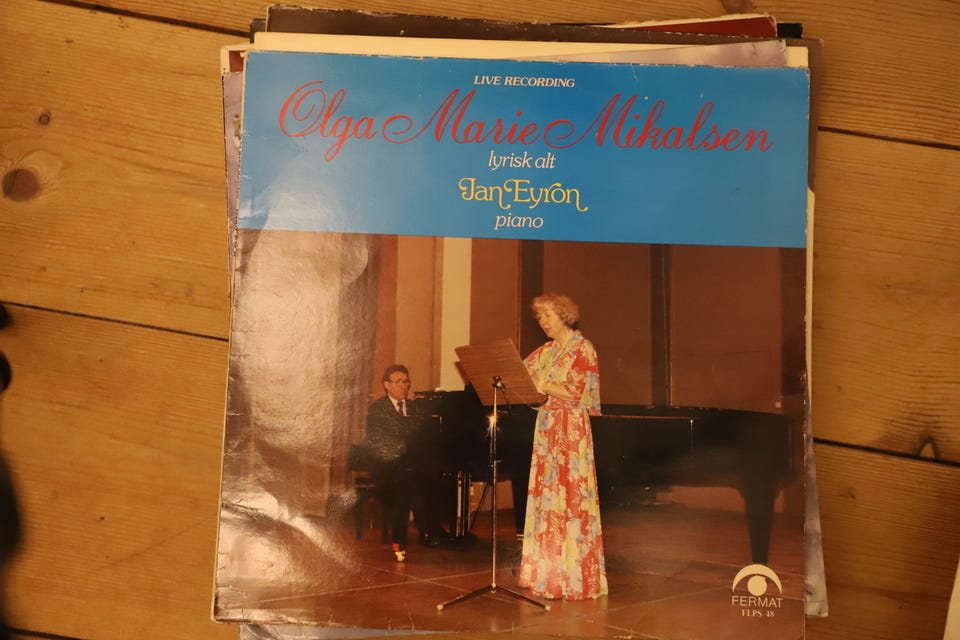 LIVE RECORDING
Olga Marie Mikalsen
lyrisk alt
Jan Eyron
piano
FERMAT
FLPS 48